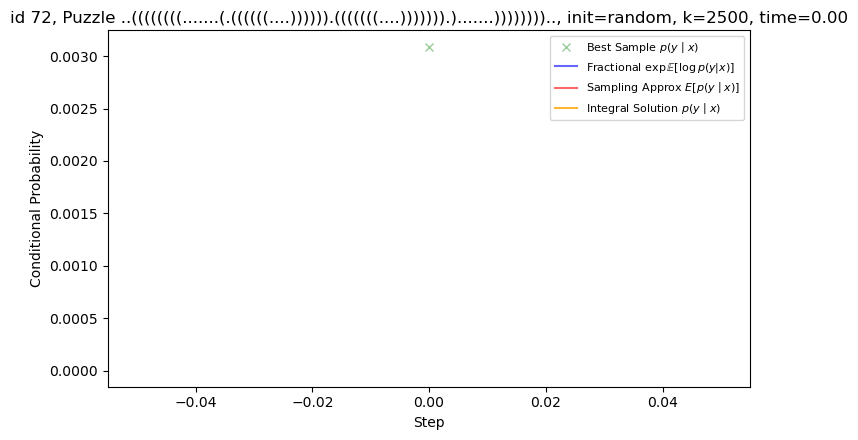 id 72, Puzzle ..((((((((.......(.((((((....)))))).(((((((....))))))).).......)))))))).., init=random, k=2500, time=0.00
Best Sample p(y | x)
Fractional exp𝔼[log p(y|x)]
Sampling Approx E[p(y | x)]
Integral Solution p(y | x)
0.0030
0.0025
0.0020
0.0015
0.0010
0.0005
0.0000
Conditional Probability
−0.04
−0.02
0.00
0.02
0.04
Step